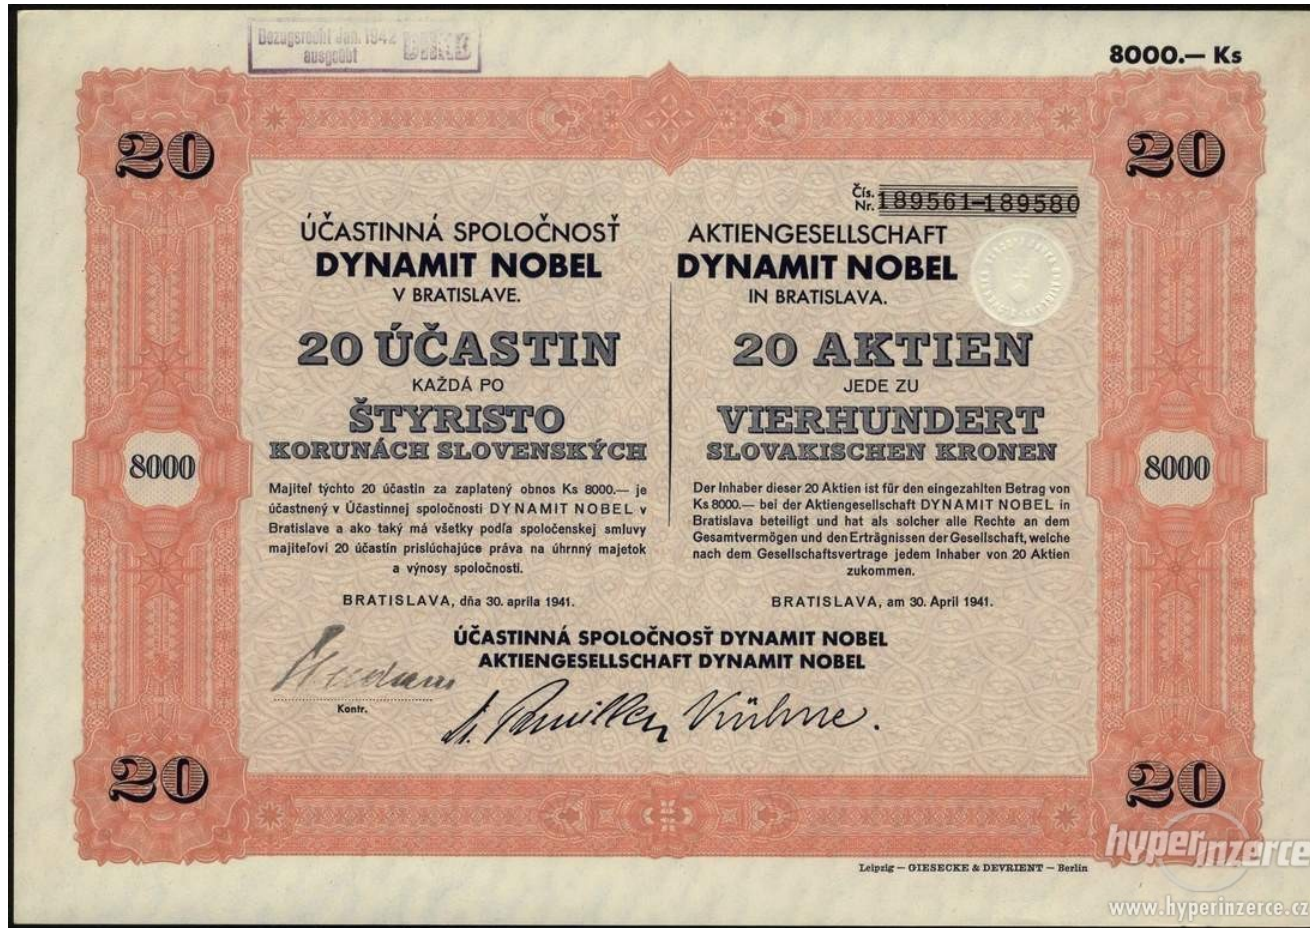 Bezugsrecht Jan. 1942
ausgeübt
8000.— Ks
20
20
Čís.
Nr. 189561–189580
ÚČASTINNÁ SPOLOČNOSŤ
DYNAMIT NOBEL
V BRATISLAVE.
20 ÚČASTIN
KAŽDÁ PO
ŠTYRISTO
KORUNÁCH SLOVENSKÝCH
Majiteľ týchto 20 účastin za zaplatený obnos Ks 8000.— je
účastnený v Účastinnej spoločnosti DYNAMIT NOBEL v
Bratislave a ako taký má všetky podľa spoločenskej smluvy
majiteľovi 20 účastin prislúchajúce práva na úhrnný majetok
a výnosy spoločnosti.
BRATISLAVA, dňa 30. apríla 1941.
AKTIENGESELLSCHAFT
DYNAMIT NOBEL
IN BRATISLAVA.
20 AKTIEN
JEDE ZU
VIERHUNDERT
SLOVAKISCHEN KRONEN
Der Inhaber dieser 20 Aktien ist für den eingezahlten Betrag von
Ks 8000.— bei der Aktiengesellschaft DYNAMIT NOBEL in
Bratislava beteiligt und hat als solcher alle Rechte an dem
Gesamtvermögen und den Erträgnissen der Gesellschaft, welche
nach dem Gesellschaftsvertrage jedem Inhaber von 20 Aktien
zukommen.
BRATISLAVA, am 30. April 1941.
8000
8000
ÚČASTINNÁ SPOLOČNOSŤ DYNAMIT NOBEL
AKTIENGESELLSCHAFT DYNAMIT NOBEL
Kontr.
Kühne.
20
20
Leipzig — GIESECKE & DEVRIENT — Berlin
hyperinzerce
www.hyperinzerce.cz